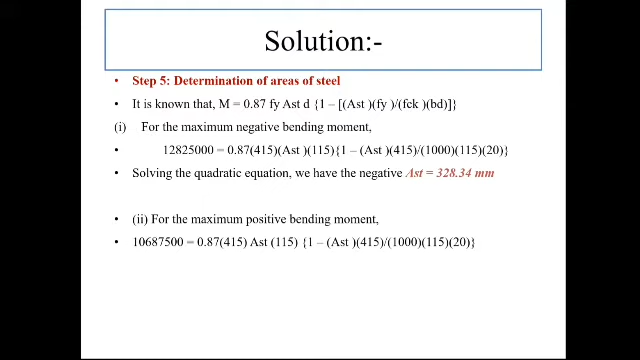 Solution:-
• Step 5: Determination of areas of steel
• It is known that, M = 0.87 fy Ast d {1 – [(Ast )(fy )/(fck )(bd)]}
(i) For the maximum negative bending moment,
• 12825000 = 0.87(415)(Ast )(115){1 – (Ast )(415)/(1000)(115)(20)}
• Solving the quadratic equation, we have the negative Ast = 328.34 mm
• (ii) For the maximum positive bending moment,
• 10687500 = 0.87(415) Ast (115) {1 – (Ast )(415)/(1000)(115)(20)}